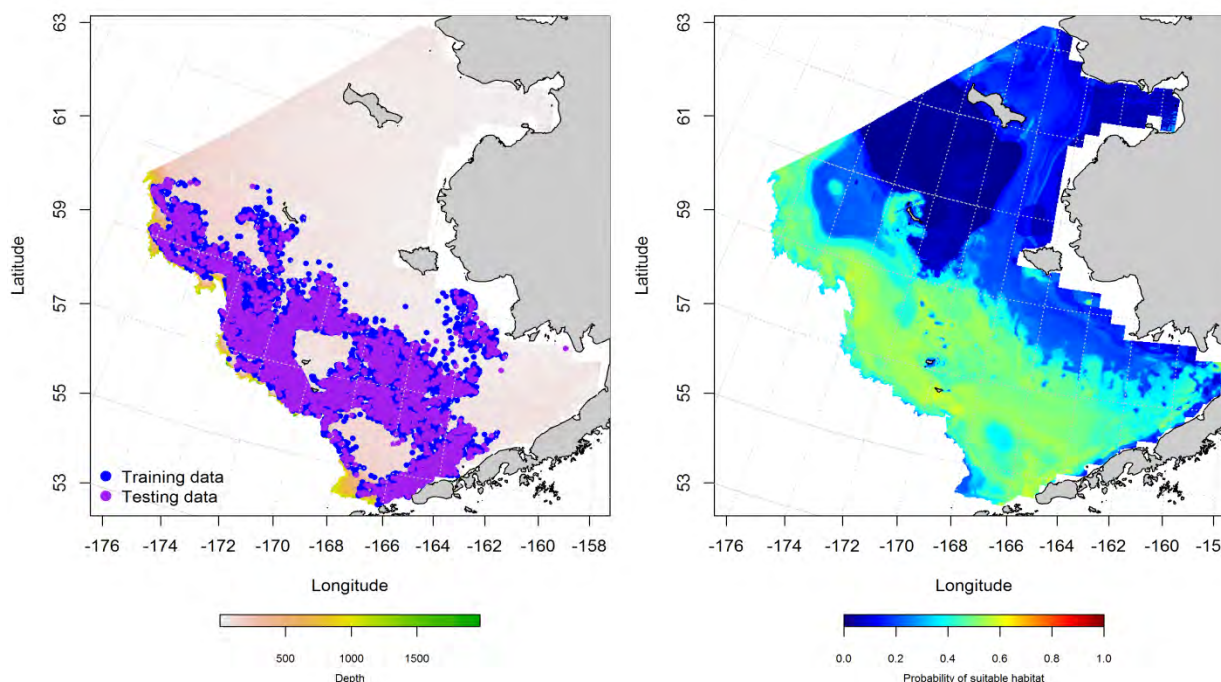 63
61
59
57
55
53
Latitude
Training data
Testing data
-176 -174 -172 -170 -168 -166 -164 -162 -160 -158
Longitude
500 1000 1500
Depth
63
61
59
57
55
53
Latitude
-176 -174 -172 -170 -168 -166 -164 -162 -160 -15
Longitude
0.0 0.2 0.4 0.6 0.8 1.0
Probability of suitable habitat